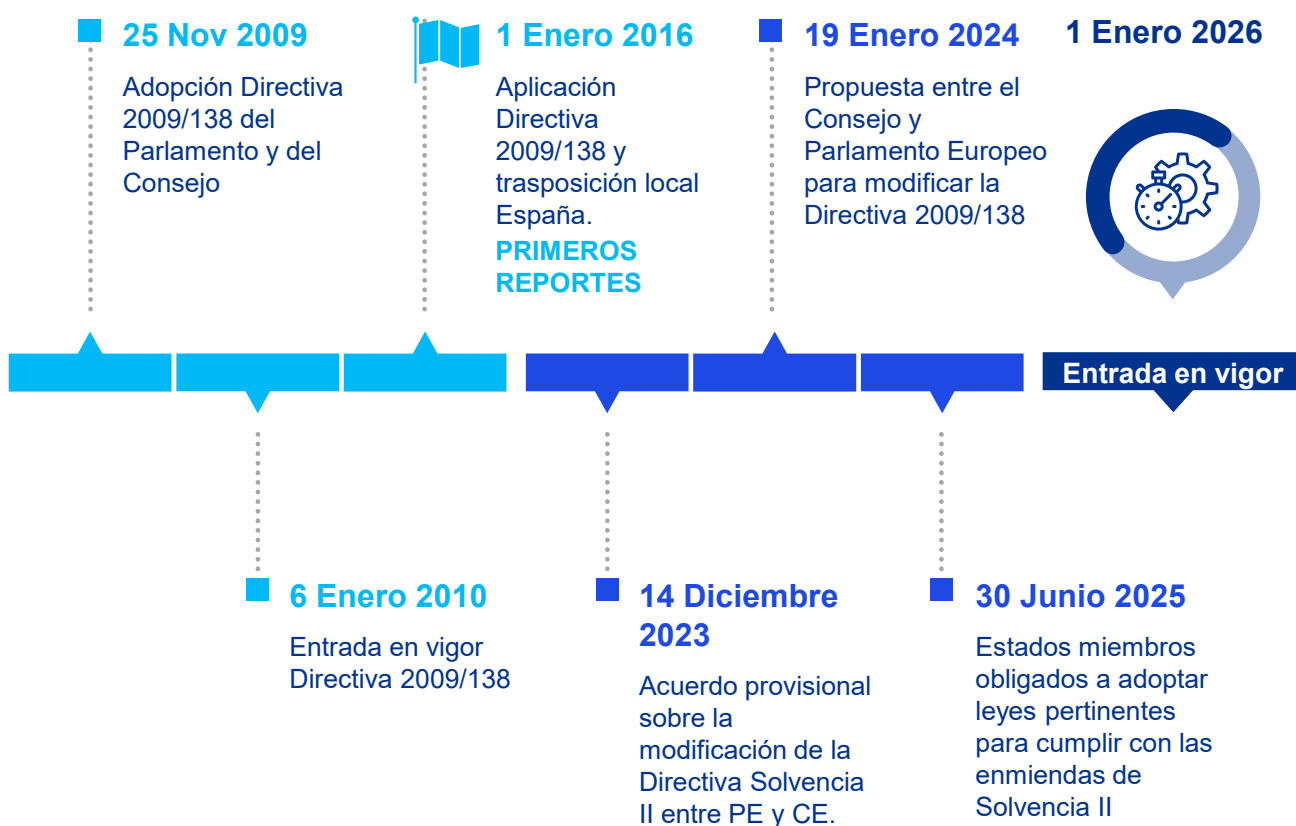 25 Nov 2009
Adopción Directiva
2009/138 del
Parlamento y del
Consejo
1 Enero 2016
Aplicación
Directiva
2009/138 y
trasposición local
España.
PRIMEROS
REPORTES
19 Enero 2024
Propuesta entre el
Consejo y
Parlamento Europeo
para modificar la
Directiva 2009/138
1 Enero 2026
Entrada en vigor
6 Enero 2010
Entrada en vigor
Directiva 2009/138
14 Diciembre
2023
Acuerdo provisional
sobre la
modificación de la
Directiva Solvencia
II entre PE y CE.
30 Junio 2025
Estados miembros
obligados a adoptar
leyes pertinentes
para cumplir con las
enmiendas de
Solvencia II